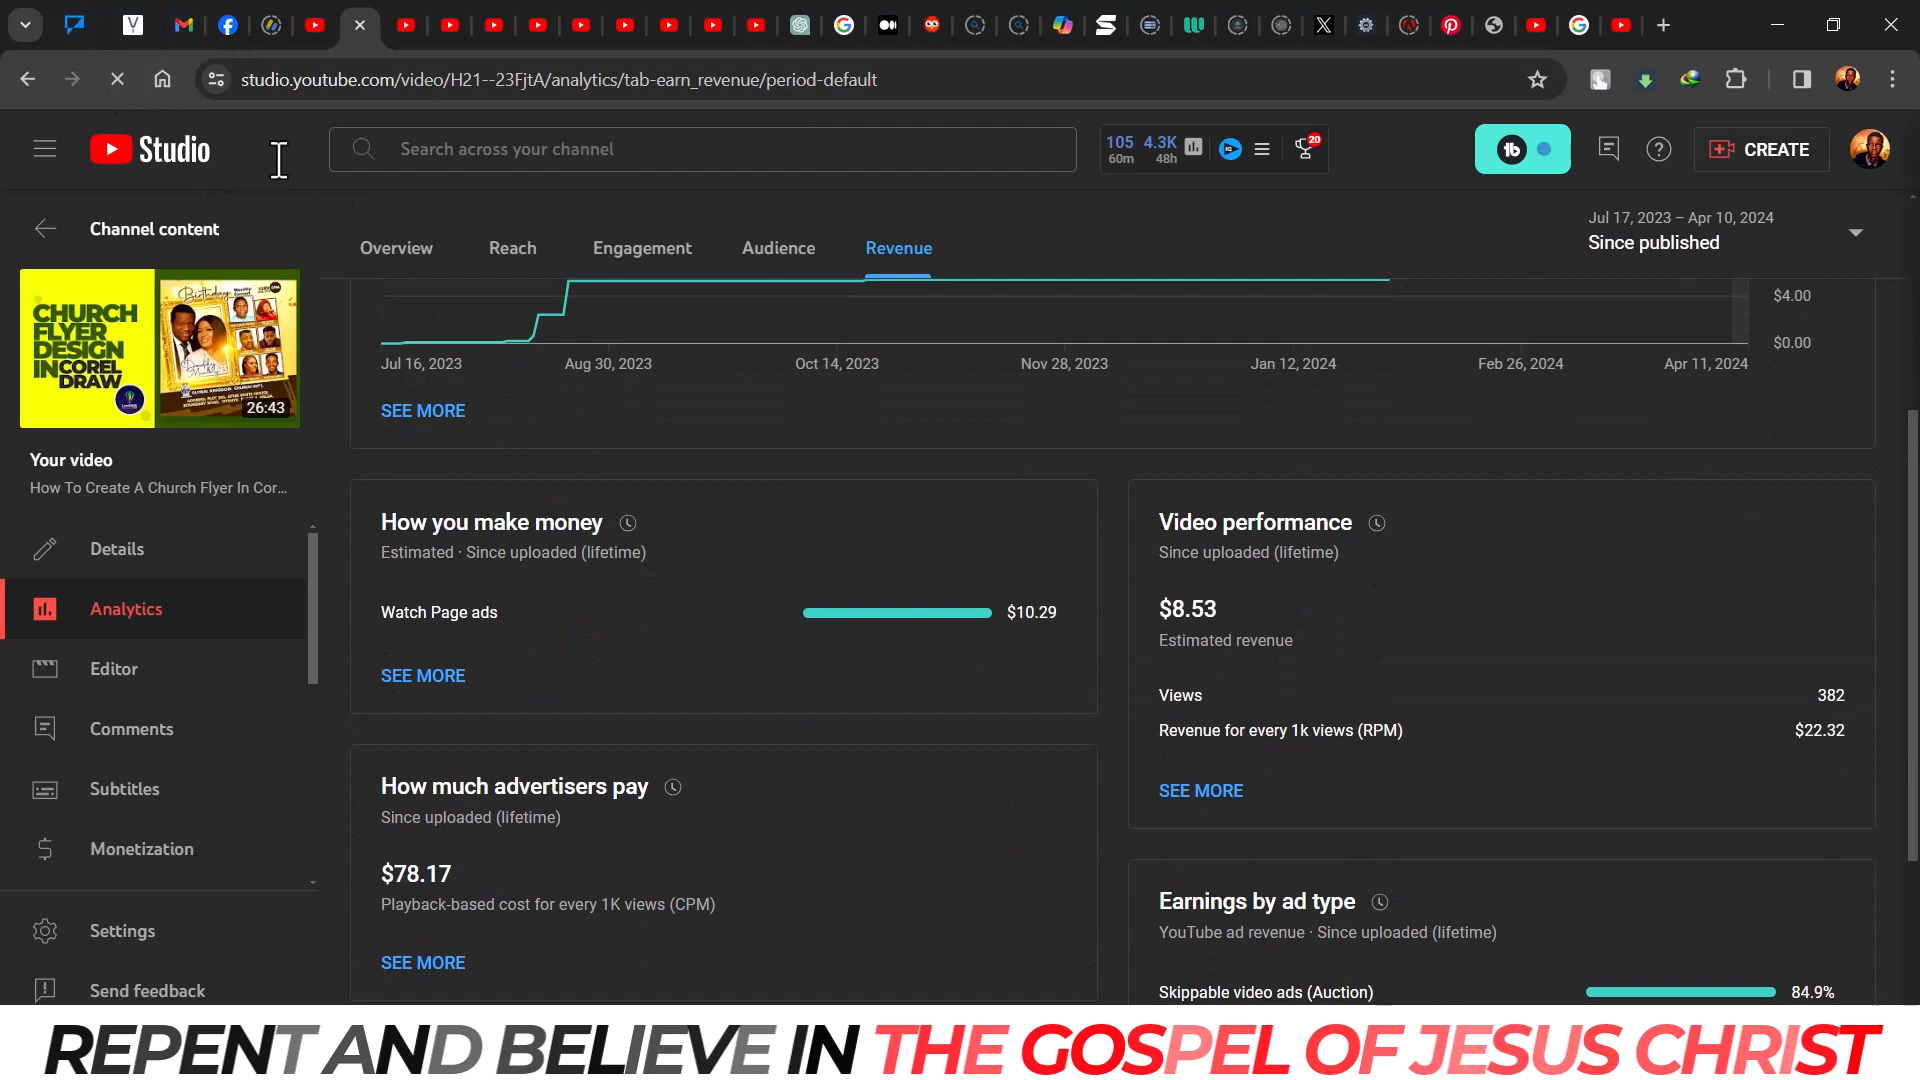 studio.youtube.com/video/H21--23FjtA/analytics/tab-earn_revenue/period-default
Studio
Search across your channel
105 4.3K
60m 48h
20
CREATE
Channel content
Overview
Reach
Engagement
Audience
Revenue
Jul 17, 2023 – Apr 10, 2024
Since published
CHURCH
FLYER
DESIGN
IN COREL
DRAW
Birthday
26:43
Your video
How To Create A Church Flyer In Cor...
Details
Analytics
Editor
Comments
Subtitles
Monetization
Settings
Send feedback
$4.00
$0.00
Jul 16, 2023
Aug 30, 2023
Oct 14, 2023
Nov 28, 2023
Jan 12, 2024
Feb 26, 2024
Apr 11, 2024
SEE MORE
How you make money
Estimated · Since uploaded (lifetime)
Watch Page ads
$10.29
SEE MORE
How much advertisers pay
Since uploaded (lifetime)
$78.17
Playback-based cost for every 1K views (CPM)
SEE MORE
Video performance
Since uploaded (lifetime)
$8.53
Estimated revenue
Views
382
Revenue for every 1k views (RPM)
$22.32
SEE MORE
Earnings by ad type
YouTube ad revenue · Since uploaded (lifetime)
Skippable video ads (Auction)
84.9%
REPENT AND BELIEVE IN THE GOSPEL OF JESUS CHRIST